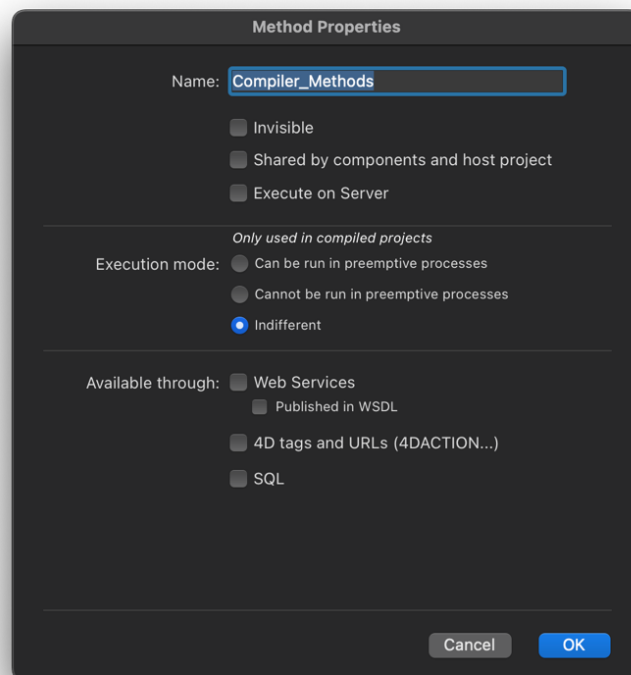 Method Properties
Name: Compiler_Methods
Invisible
Shared by components and host project
Execute on Server
Only used in compiled projects
Execution mode: Can be run in preemptive processes
Cannot be run in preemptive processes
Indifferent
Available through: Web Services
Published in WSDL
4D tags and URLs (4DACTION...)
SQL
Cancel OK